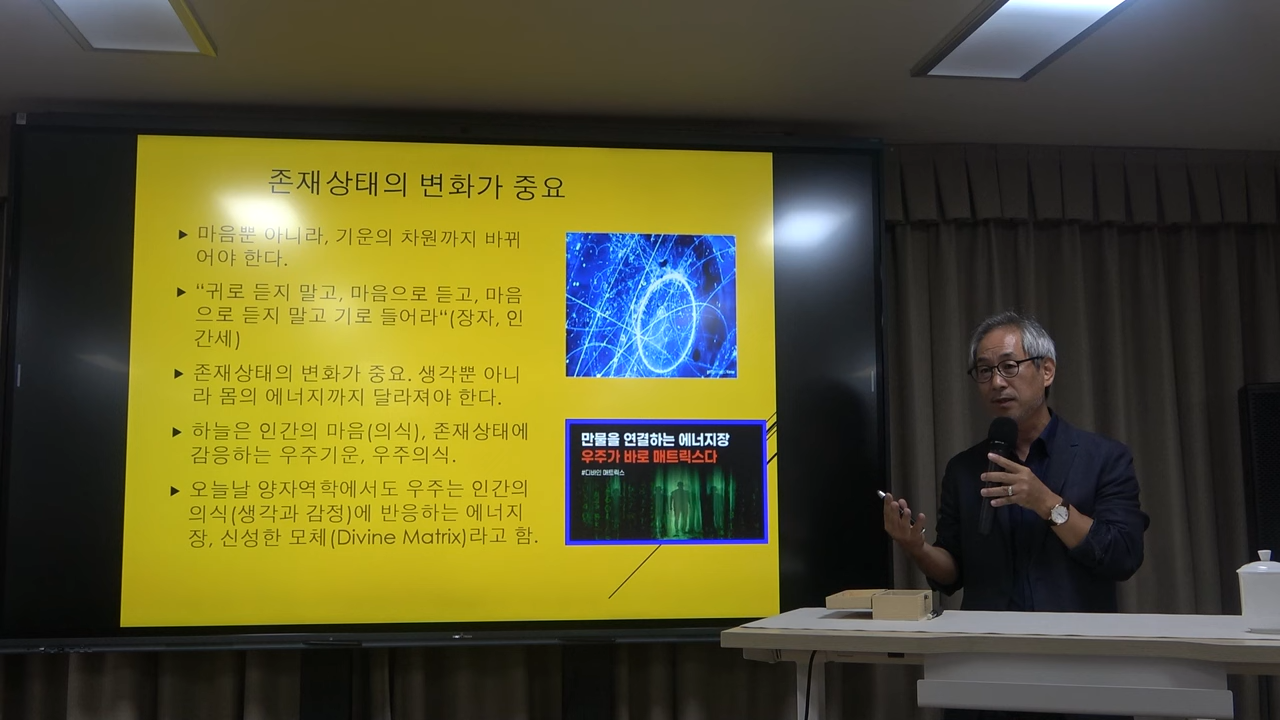 존재상태의 변화가 중요
▶ 마음뿐 아니라, 기운의 차원까지 바뀌
어야 한다.
▶ “귀로 듣지 말고, 마음으로 듣고, 마음
으로 듣지 말고 기로 들어라“(장자, 인
간세)
▶ 존재상태의 변화가 중요. 생각뿐 아니
라 몸의 에너지까지 달라져야 한다.
▶ 하늘은 인간의 마음(의식), 존재상태에
감응하는 우주기운, 우주의식.
▶ 오늘날 양자역학에서도 우주는 인간의
의식(생각과 감정)에 반응하는 에너지
장, 신성한 모체(Divine Matrix)라고 함.
만물을 연결하는 에너지장
우주가 바로 매트릭스다
#디바인 매트릭스